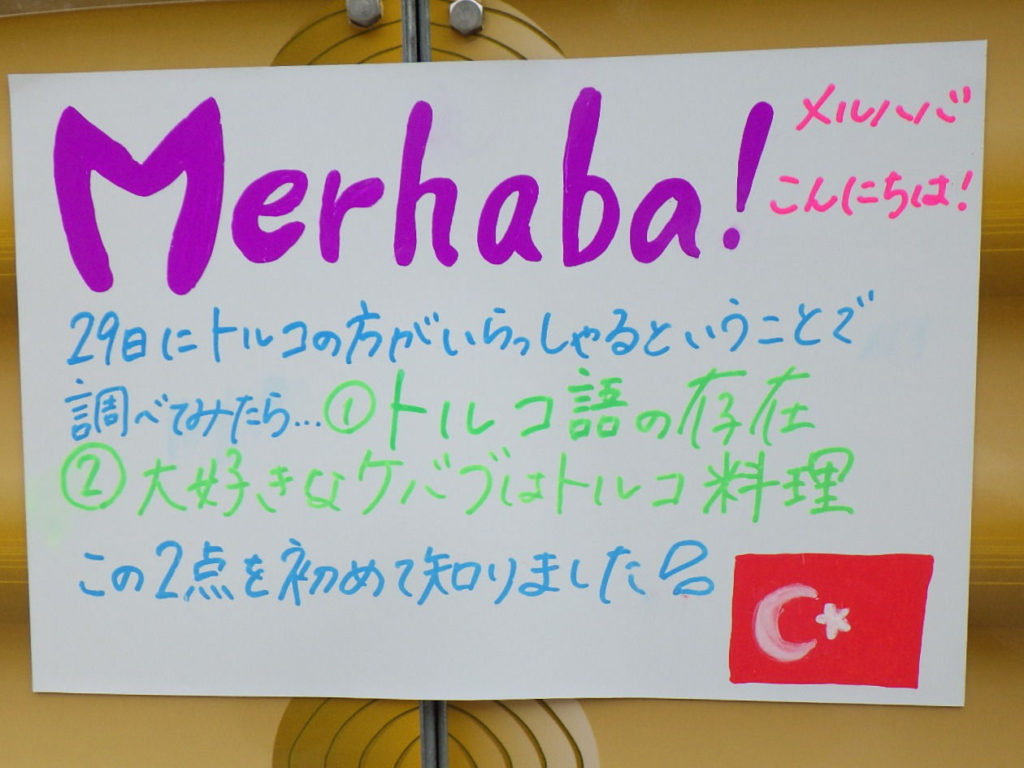 Merhaba!
メルハバ
こんにちは!
29日にトルコの方がいらっしゃるということで
調べてみたら...①トルコ語の存在
②大好きなケバブはトルコ料理
この2点を初めて知りました